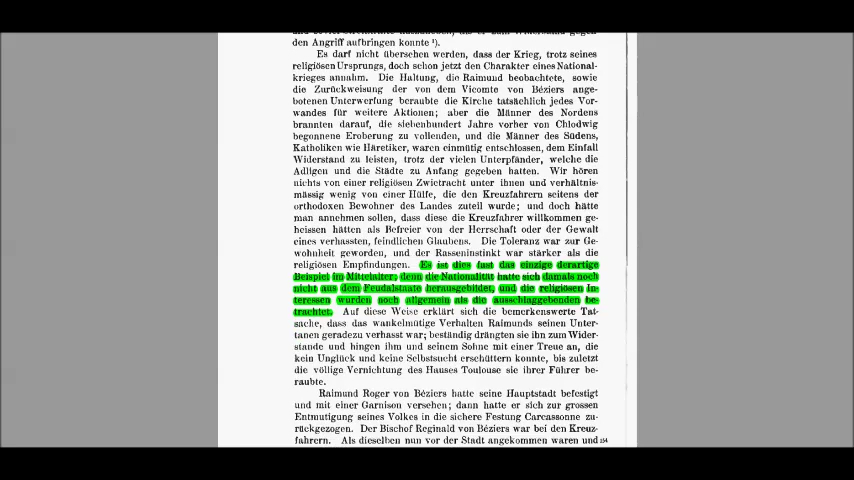 den Angriff aufbringen konnte ¹).
Es darf nicht übersehen werden, dass der Krieg, trotz seines
religiösen Ursprungs, doch schon jetzt den Charakter eines National-
krieges annahm. Die Haltung, die Raimund beobachtete, sowie
die Zurückweisung der von dem Vicomte von Béziers ange-
botenen Unterwerfung beraubte die Kirche tatsächlich jedes Vor-
wandes für weitere Aktionen; aber die Männer des Nordens
brannten darauf, die siebenhundert Jahre vorher von Chlodwig
begonnene Eroberung zu vollenden, und die Männer des Südens,
Katholiken wie Häretiker, waren einmütig entschlossen, dem Einfall
Widerstand zu leisten, trotz der vielen Unterpfänder, welche die
Adligen und die Städte zu Anfang gegeben hatten. Wir hören
nichts von einer religiösen Zwietracht unter ihnen und verhältnis-
mässig wenig von einer Hülfe, die den Kreuzfahrern seitens der
orthodoxen Bewohner des Landes zuteil wurde; und doch hätte
man annehmen sollen, dass diese die Kreuzfahrer willkommen ge-
heissen hätten als Befreier von der Herrschaft oder der Gewalt
eines verhassten, feindlichen Glaubens. Die Toleranz war zur Ge-
wohnheit geworden, und der Rasseninstinkt war stärker als die
religiösen Empfindungen. Es ist dies fast das einzige derartige
Beispiel im Mittelalter; denn die Nationalität hatte sich damals noch
nicht aus dem Feudalstaate herausgebildet, und die religiösen In-
teressen wurden noch allgemein als die ausschlaggebenden be-
trachtet. Auf diese Weise erklärt sich die bemerkenswerte Tat-
sache, dass das wankelmütige Verhalten Raimunds seinen Unter-
tanen geradezu verhasst war; beständig drängten sie ihn zum Wider-
stande und hingen ihm und seinem Sohne mit einer Treue an, die
kein Unglück und keine Selbstsucht erschüttern konnte, bis zuletzt
die völlige Vernichtung des Hauses Toulouse sie ihrer Führer be-
raubte.
Raimund Roger von Béziers hatte seine Hauptstadt befestigt
und mit einer Garnison versehen; dann hatte er sich zur grossen
Entmutigung seines Volkes in die sichere Festung Carcassonne zu-
rückgezogen. Der Bischof Reginald von Béziers war bei den Kreuz-
fahrern. Als dieselben nun vor der Stadt angekommen waren und 154